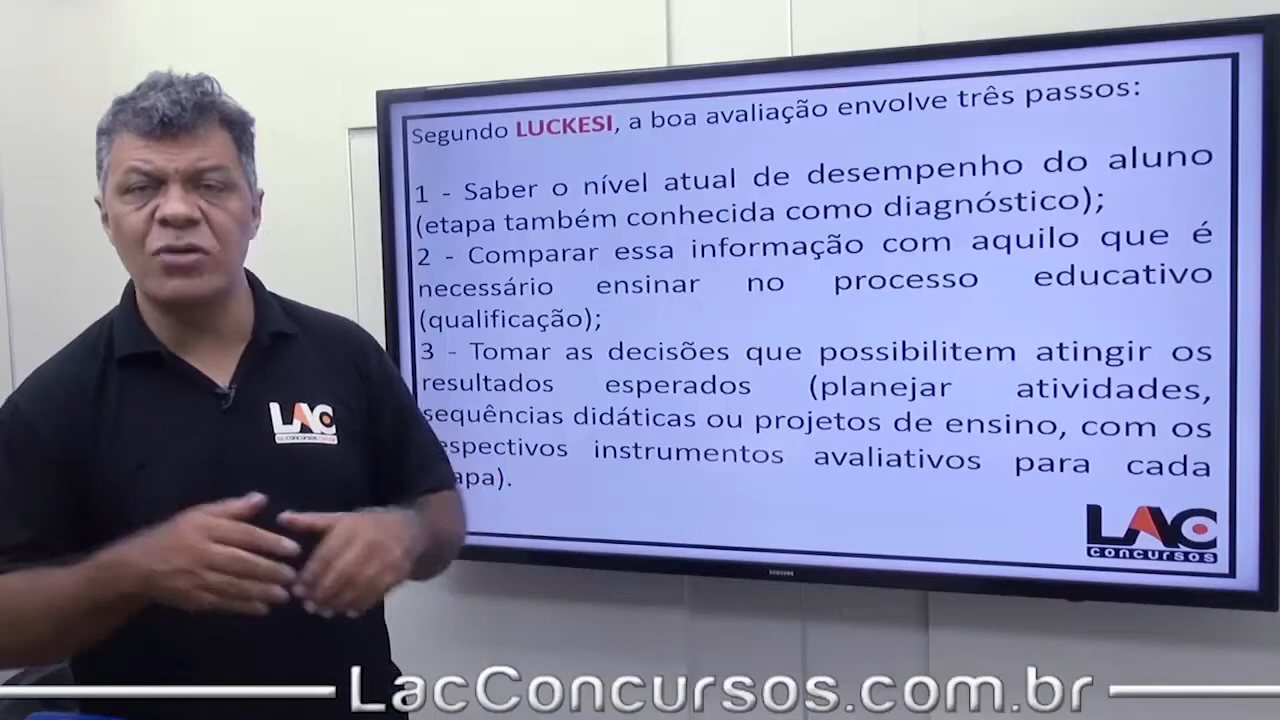 Segundo LUCKESI, a boa avaliação envolve três passos:
1 - Saber o nível atual de desempenho do aluno
(etapa também conhecida como diagnóstico);
2 - Comparar essa informação com aquilo que é
necessário ensinar no processo educativo
(qualificação);
3 - Tomar as decisões que possibilitem atingir os
resultados esperados (planejar atividades,
sequências didáticas ou projetos de ensino, com os
espectivos instrumentos avaliativos para cada
apa).
LAC
concursos
LAC
lacconcursos.com.br
SAMSUNG
LacConcursos.com.br